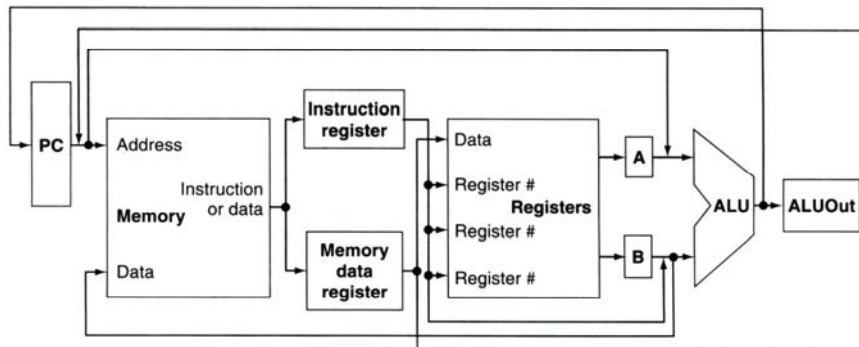 PC
Address
Instruction
or data
Memory
Data
Instruction
register
Memory
data
register
Data
Register #
Registers
Register #
Register #
A
B
ALU
ALUOut